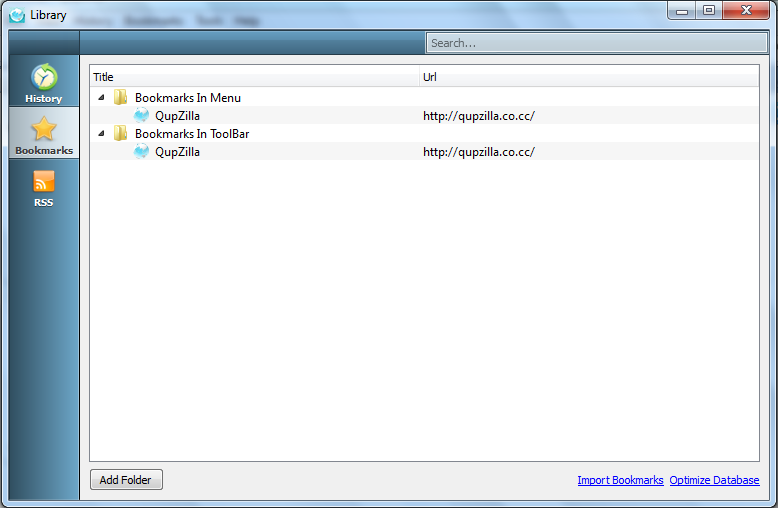 Library
History Bookmarks Tools Help
Search...
History
Bookmarks
RSS
Title Url
Bookmarks In Menu
QupZilla http://qupzilla.co.cc/
Bookmarks In ToolBar
QupZilla http://qupzilla.co.cc/
Add Folder
Import Bookmarks Optimize Database